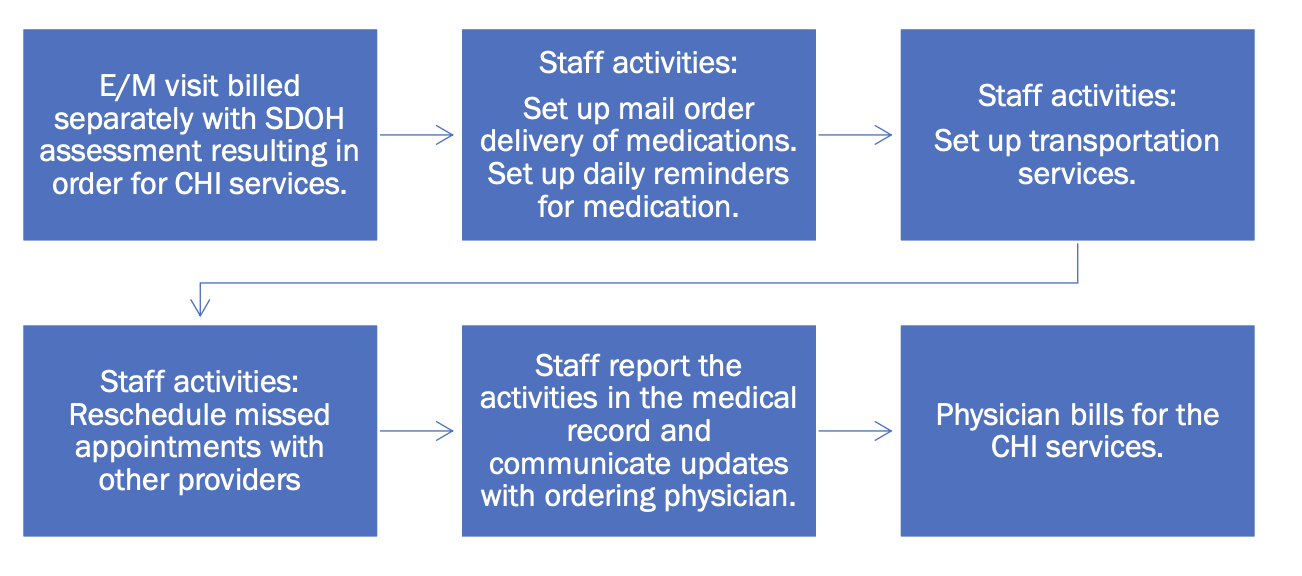 E/M visit billed
separately with SDOH
assessment resulting in
order for CHI services.
Staff activities:
Set up mail order
delivery of medications.
Set up daily reminders
for medication.
Staff activities:
Set up transportation
services.
Staff activities:
Reschedule missed
appointments with
other providers
Staff report the
activities in the medical
record and
communicate updates
with ordering physician.
Physician bills for the
CHI services.